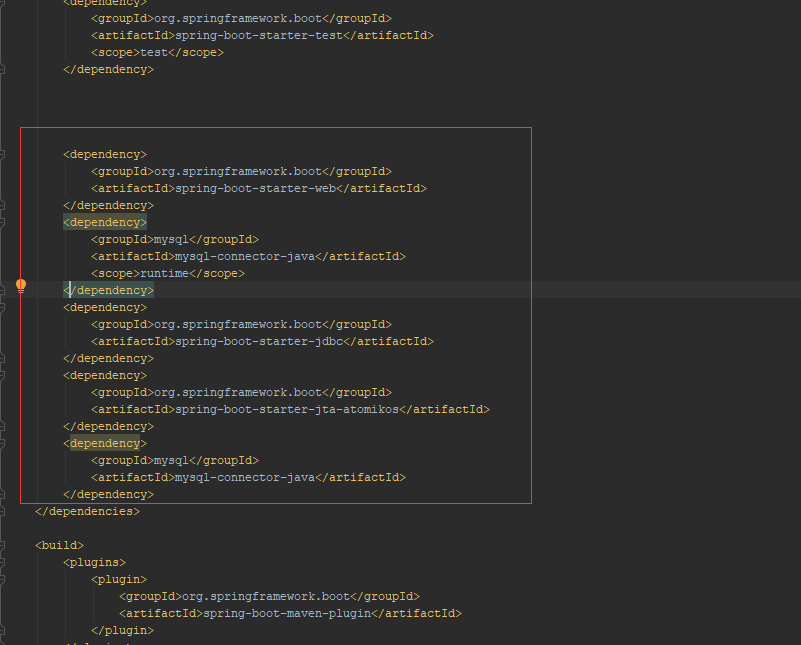 <dependency>
<groupId>org.springframework.boot</groupId>
<artifactId>spring-boot-starter-test</artifactId>
<scope>test</scope>
</dependency>
<dependency>
<groupId>org.springframework.boot</groupId>
<artifactId>spring-boot-starter-web</artifactId>
</dependency>
<dependency>
<groupId>mysql</groupId>
<artifactId>mysql-connector-java</artifactId>
<scope>runtime</scope>
</dependency>
<dependency>
<groupId>org.springframework.boot</groupId>
<artifactId>spring-boot-starter-jdbc</artifactId>
</dependency>
<dependency>
<groupId>org.springframework.boot</groupId>
<artifactId>spring-boot-starter-jta-atomikos</artifactId>
</dependency>
<dependency>
<groupId>mysql</groupId>
<artifactId>mysql-connector-java</artifactId>
</dependency>
</dependencies>
<build>
<plugins>
<plugin>
<groupId>org.springframework.boot</groupId>
<artifactId>spring-boot-maven-plugin</artifactId>
</plugin>